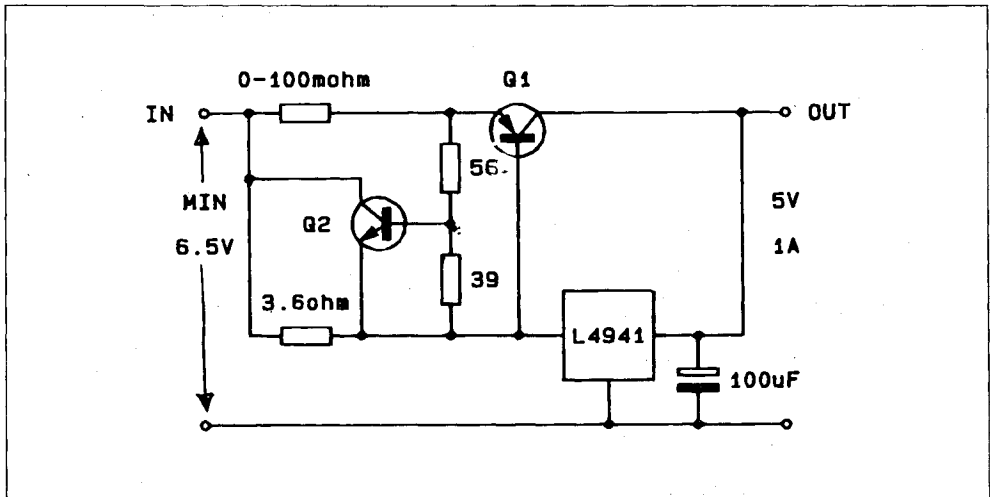 0-100mohm
Q1
IN
OUT
56.
MIN
6.5V
Q2
5V
1A
39
3.6ohm
L4941
100uF